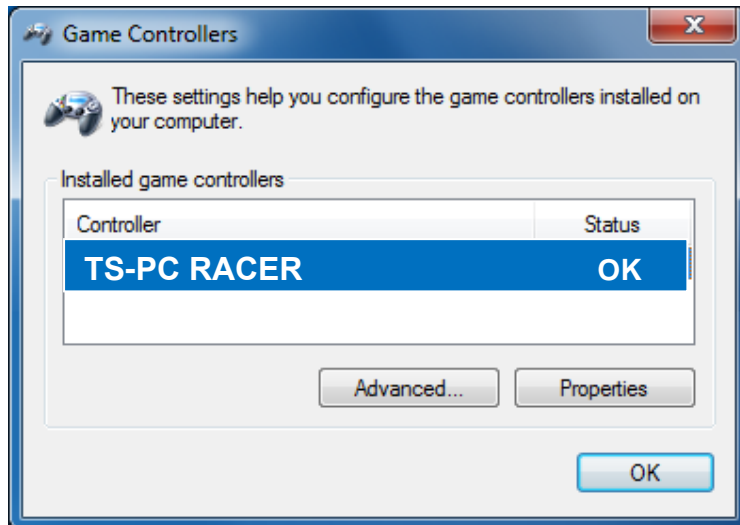 Game Controllers
These settings help you configure the game controllers installed on
your computer.
Installed game controllers
Controller Status
TS-PC RACER OK
Advanced... Properties
OK